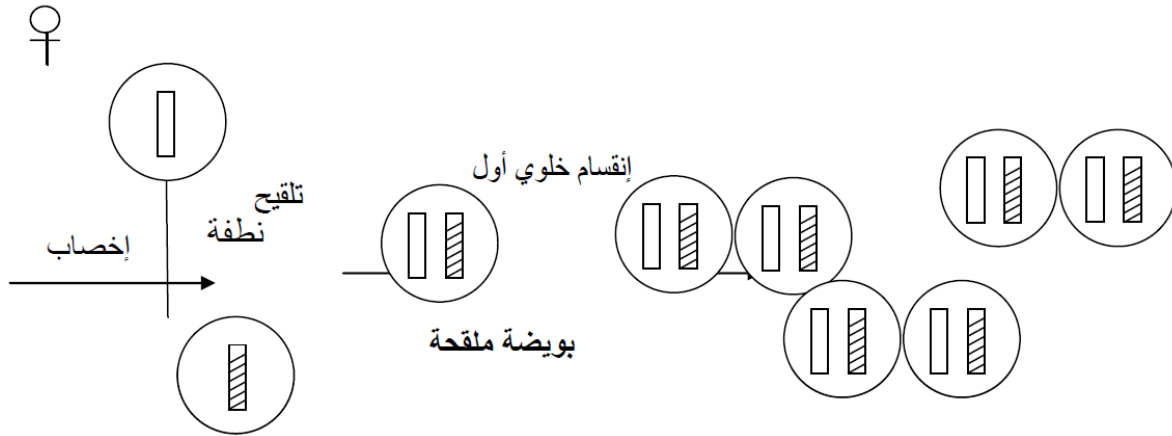 إنقسام خلوي أول
تلقيح
نطفة
إخصاب
بويضة ملقحة